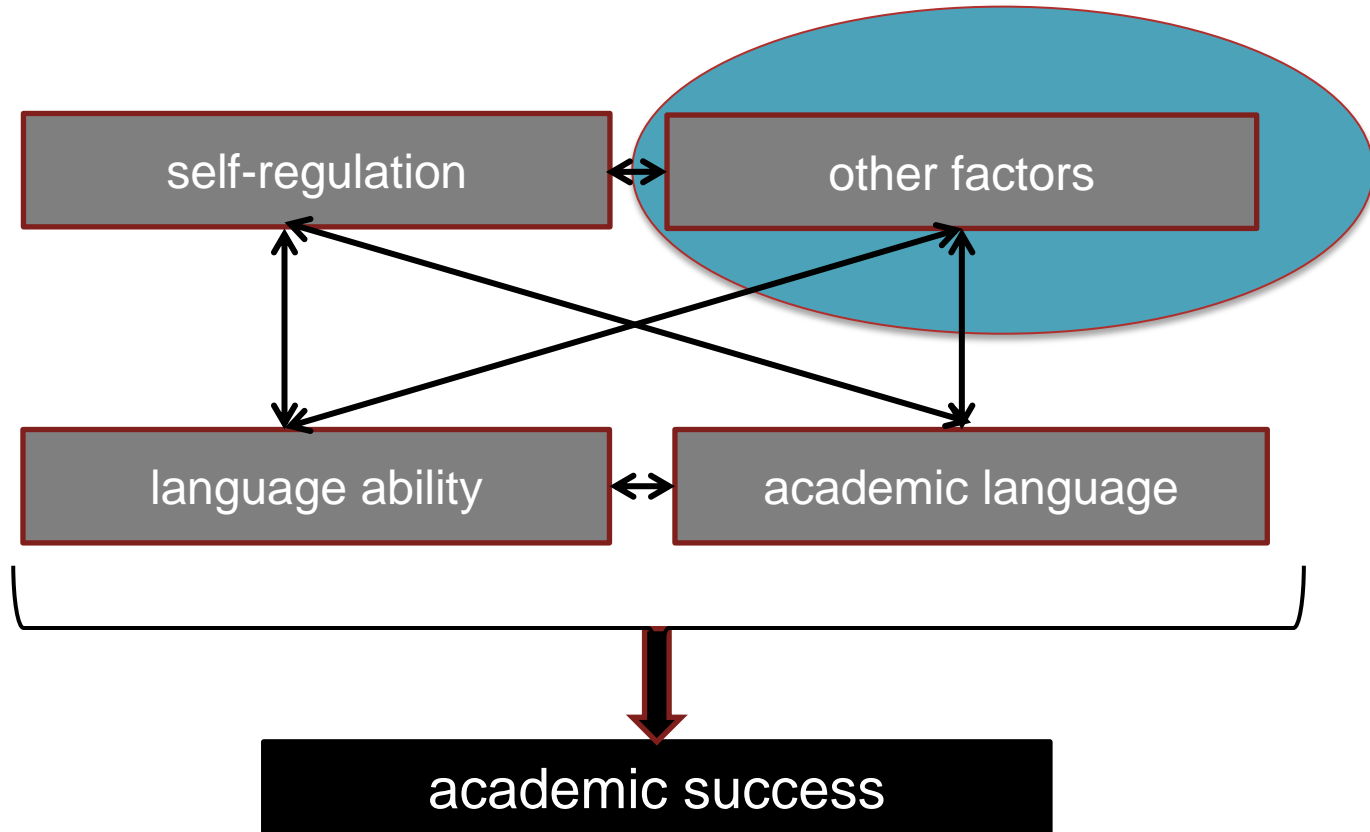 self-regulation
other factors
language ability
academic language
academic success